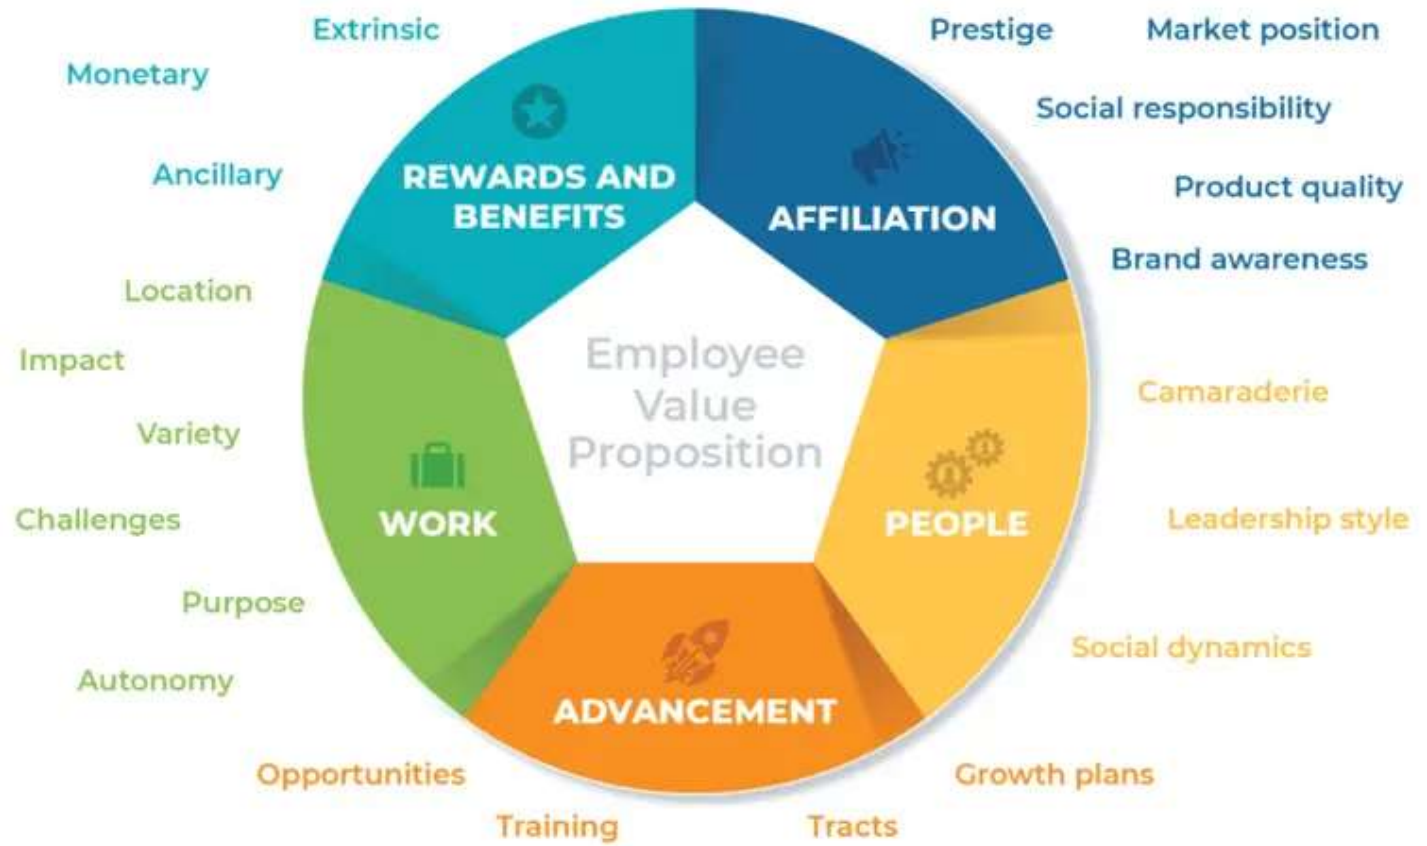 Extrinsic
Monetary
Ancillary
REWARDS AND
BENEFITS
Prestige
Market position
Social responsibility
Product quality
Brand awareness
AFFILIATION
Employee
Value
Proposition
Location
Impact
Variety
Challenges
Purpose
Autonomy
WORK
Camaraderie
Leadership style
Social dynamics
PEOPLE
ADVANCEMENT
Opportunities
Training
Tracts
Growth plans